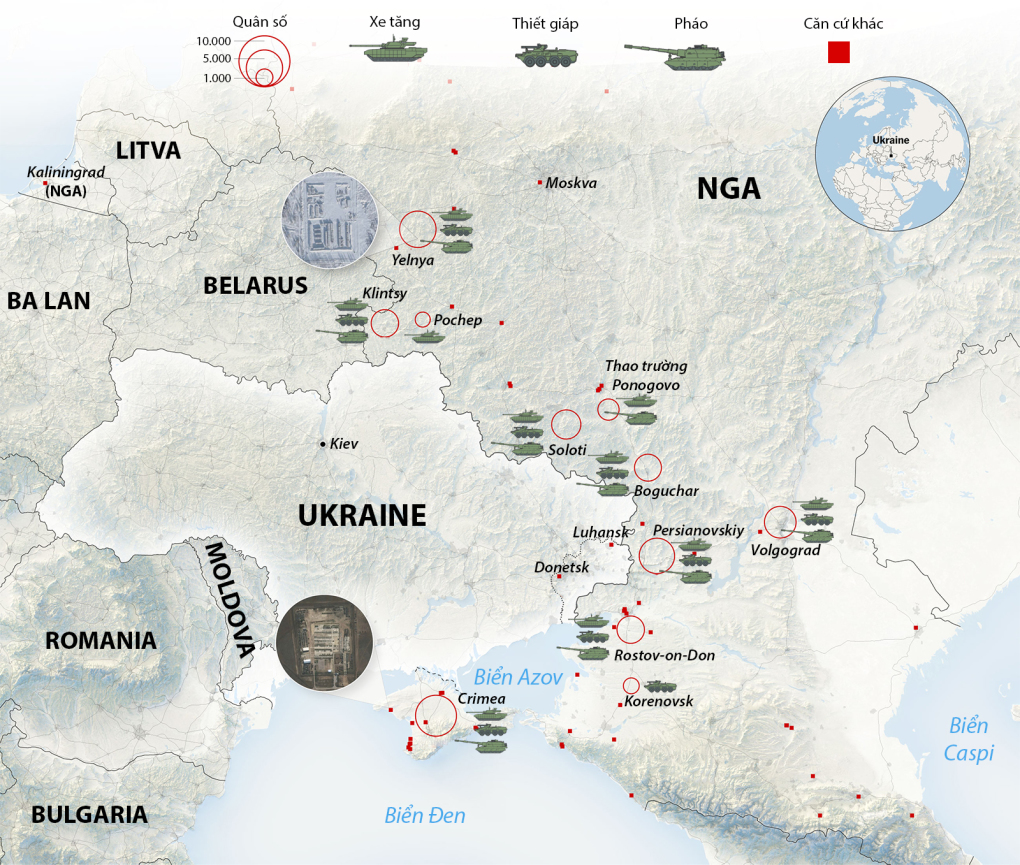 Quân số
Xe tăng
Thiết giáp
Pháo
Căn cứ khác
10.000
5.000
1.000
Ukraine
LITVA
Kaliningrad
(NGA)
Moskva
NGA
Yelnya
BELARUS
BA LAN
Klintsy
Pochep
Thao trường
Ponogovo
Kiev
Soloti
Boguchar
UKRAINE
Luhansk
Persianovskiy
Volgograd
Donetsk
MOLDOVA
ROMANIA
Rostov-on-Don
Biển Azov
Crimea
Korenovsk
Biển
Caspi
BULGARIA
Biển Đen